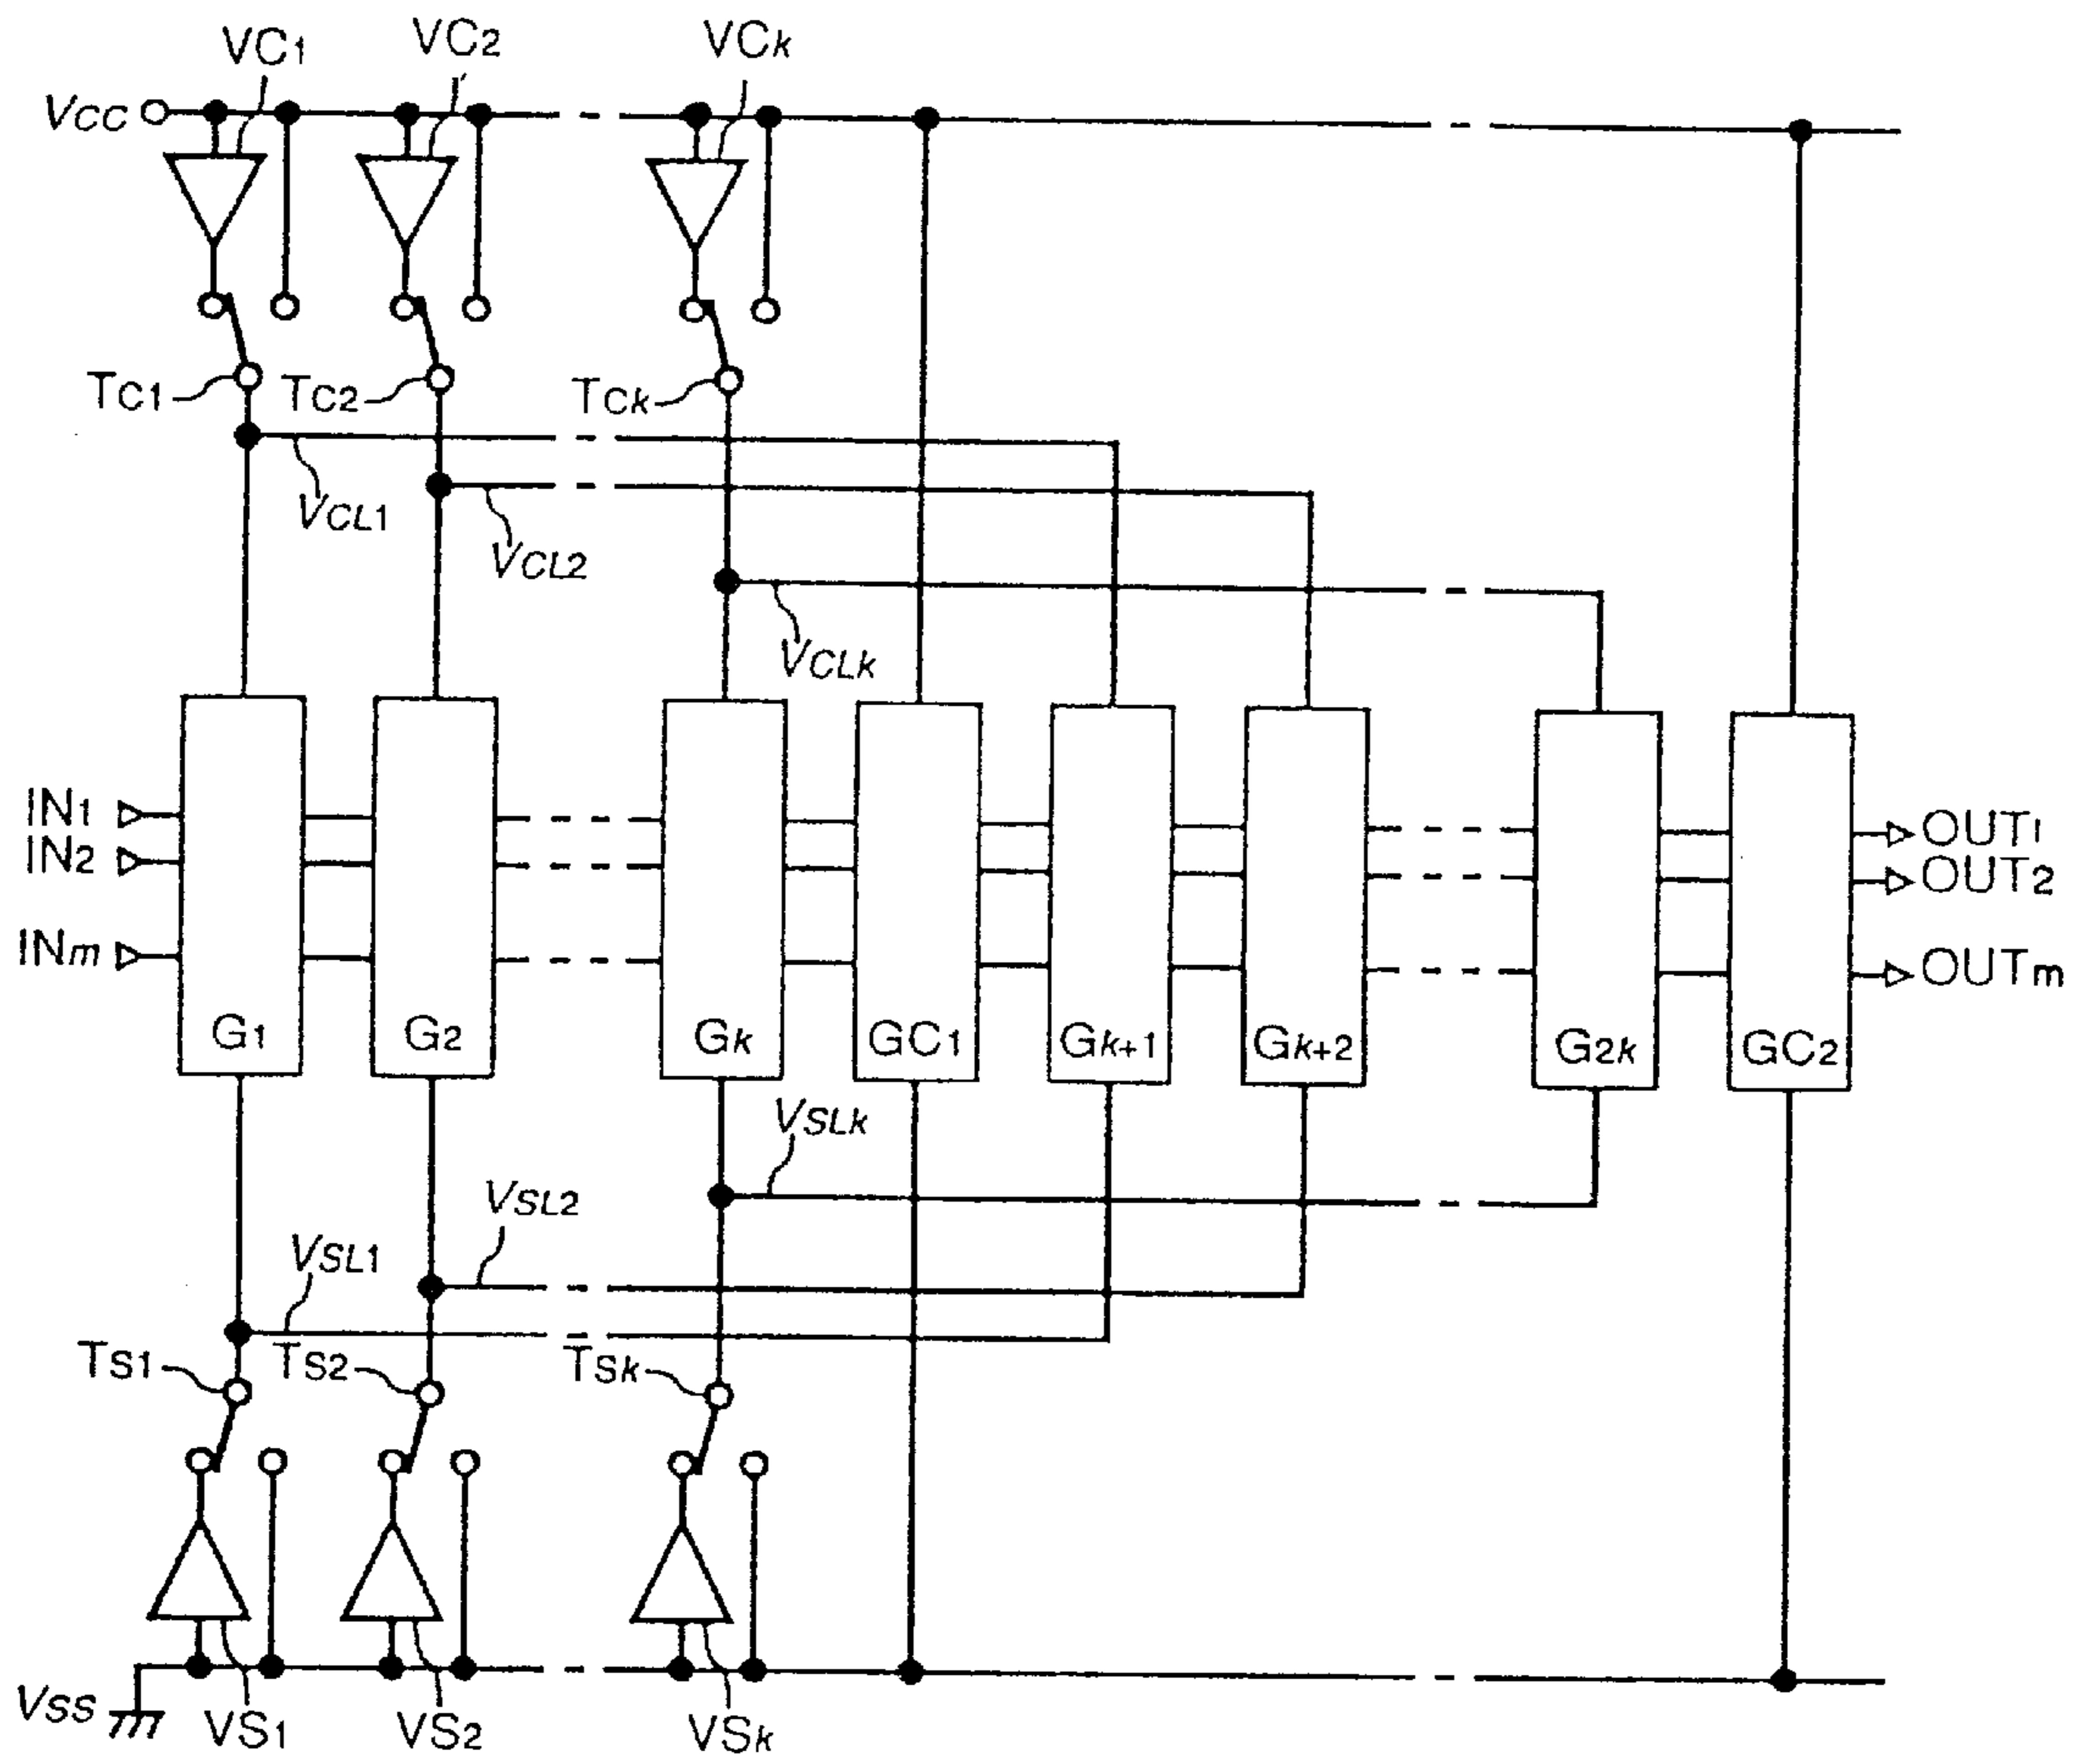 VC1
VC2
VCk
VCC
TC1
TC2
TCk
VCL1
VCL2
VCLk
IN1
IN2
INm
G1
G2
Gk
GC1
Gk+1
Gk+2
G2k
GC2
OUT1
OUT2
OUTm
VSLk
VSL2
VSL1
TS1
TS2
TSk
VSS
VS1
VS2
VSk